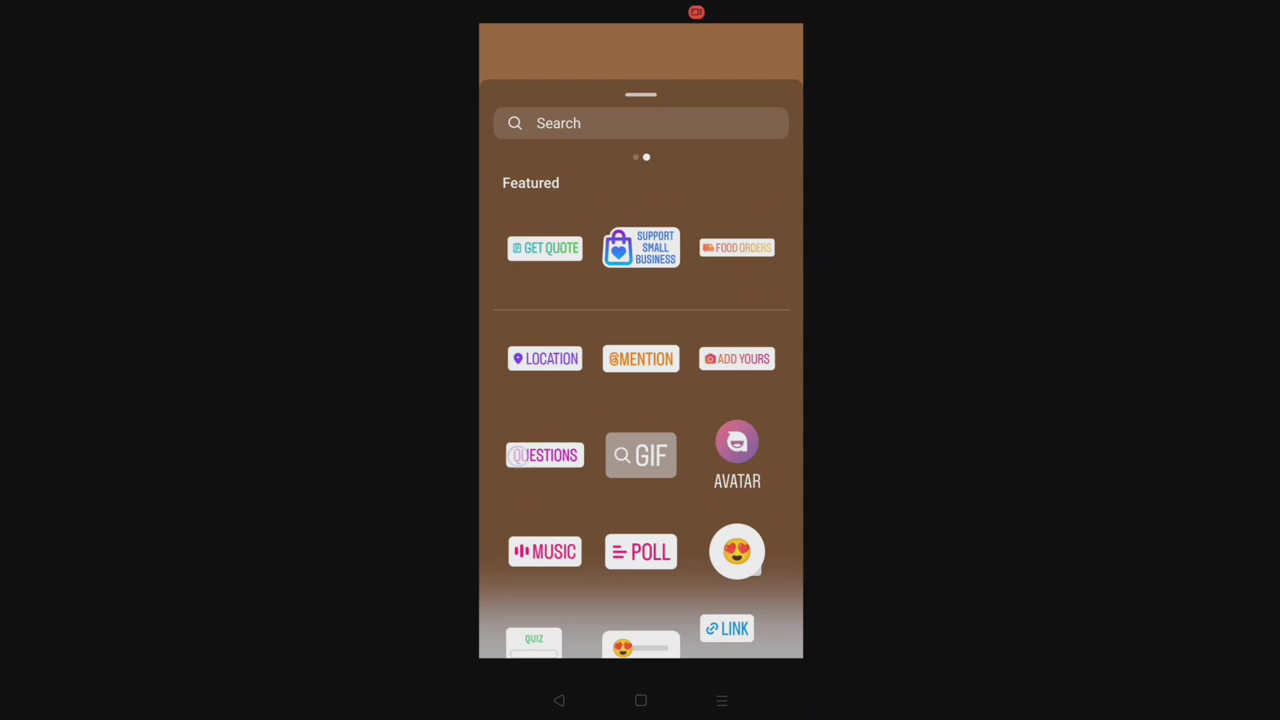 Search
Featured
GET QUOTE
SUPPORT
SMALL
BUSINESS
FOOD ORDERS
LOCATION
@MENTION
ADD YOURS
QUESTIONS
GIF
AVATAR
MUSIC
POLL
QUIZ
LINK